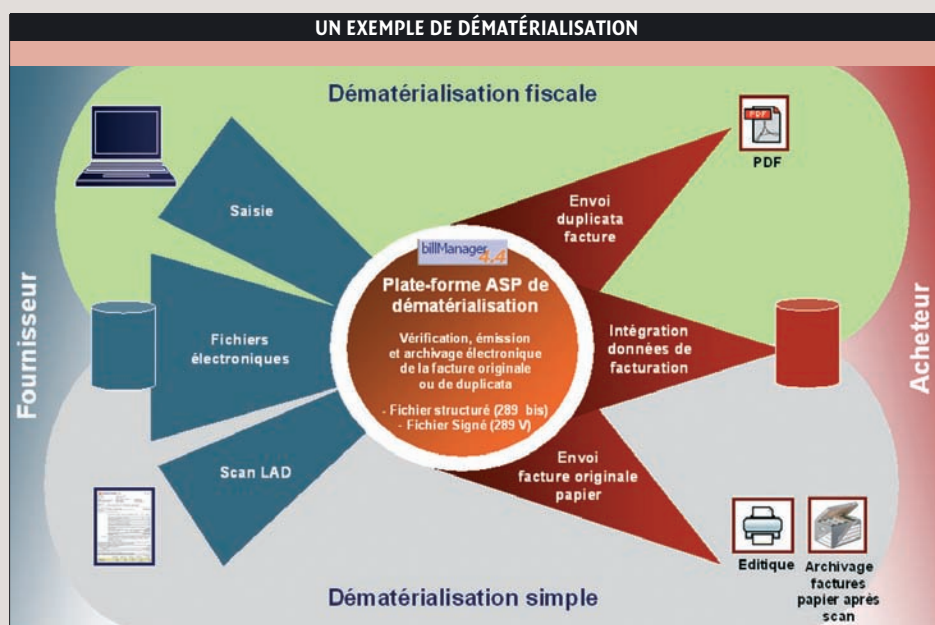 UN EXEMPLE DE DÉMATÉRIALISATION
Dématérialisation fiscale
PDF
PDF
Saisie
Envoi
duplicata
facture
billManager
4.4
Plate-forme ASP de
dématérialisation
Vérification, émission
et archivage électronique
de la facture originale
ou de duplicata
- Fichier structuré (289 bis)
- Fichier Signé (289 V)
Fournisseur
Fichiers
électroniques
Intégration
données de
facturation
Acheteur
Scan LAD
Envoi
facture originale
papier
Editique
Archivage
factures
papier après
scan
Dématérialisation simple